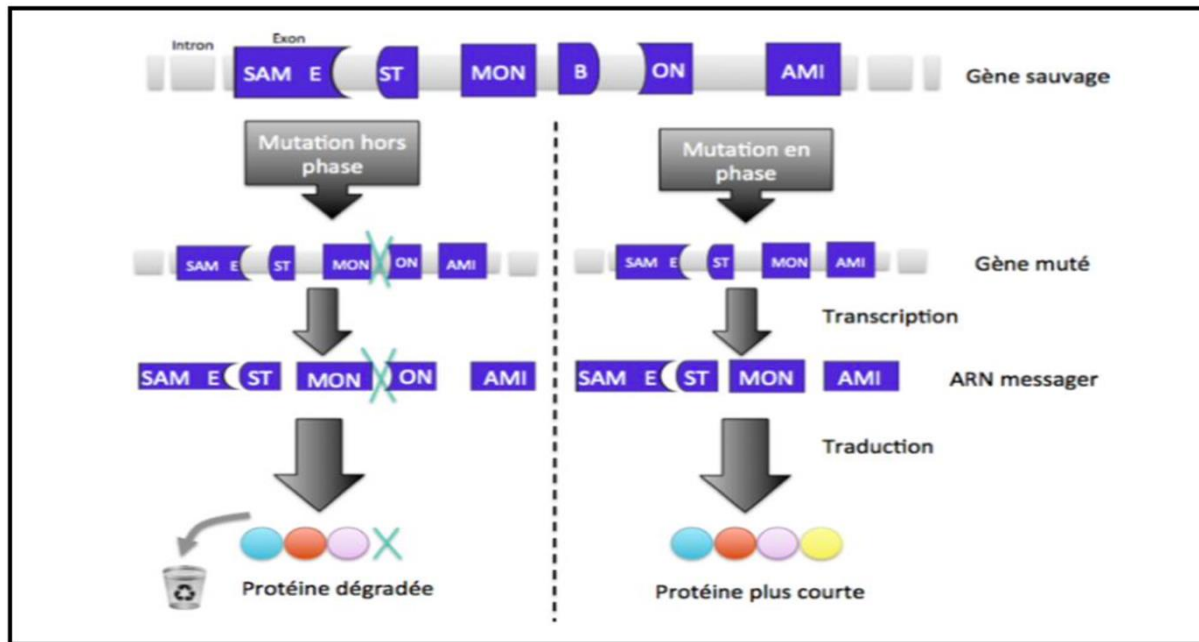 Intron
Exon
SAM E ST MON B ON AMI
Gène sauvage
Mutation hors
phase
Mutation en
phase
SAM E ST MON ON AMI
SAM E ST MON AMI
Gène muté
Transcription
SAM E ST MON ON AMI
SAM E ST MON AMI
ARN messager
Traduction
Protéine dégradée
Protéine plus courte